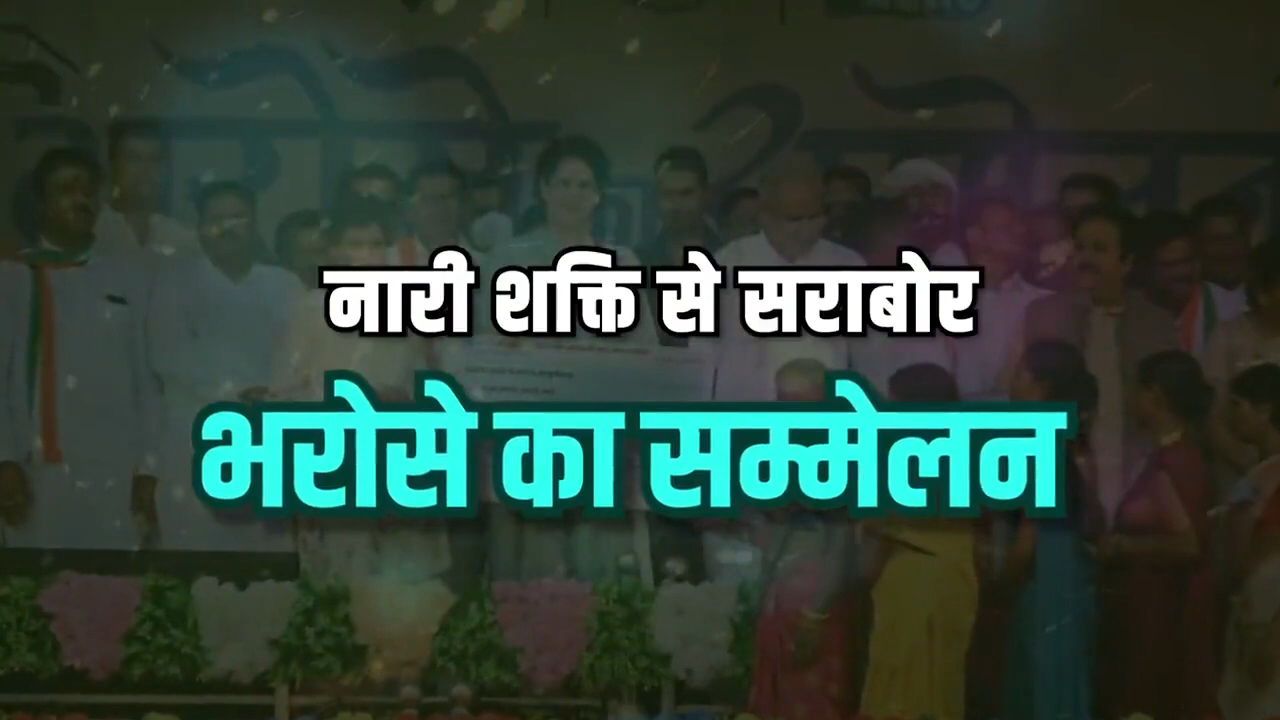 नारी शक्ति से सराबोर
भरोसे का सम्मेलन